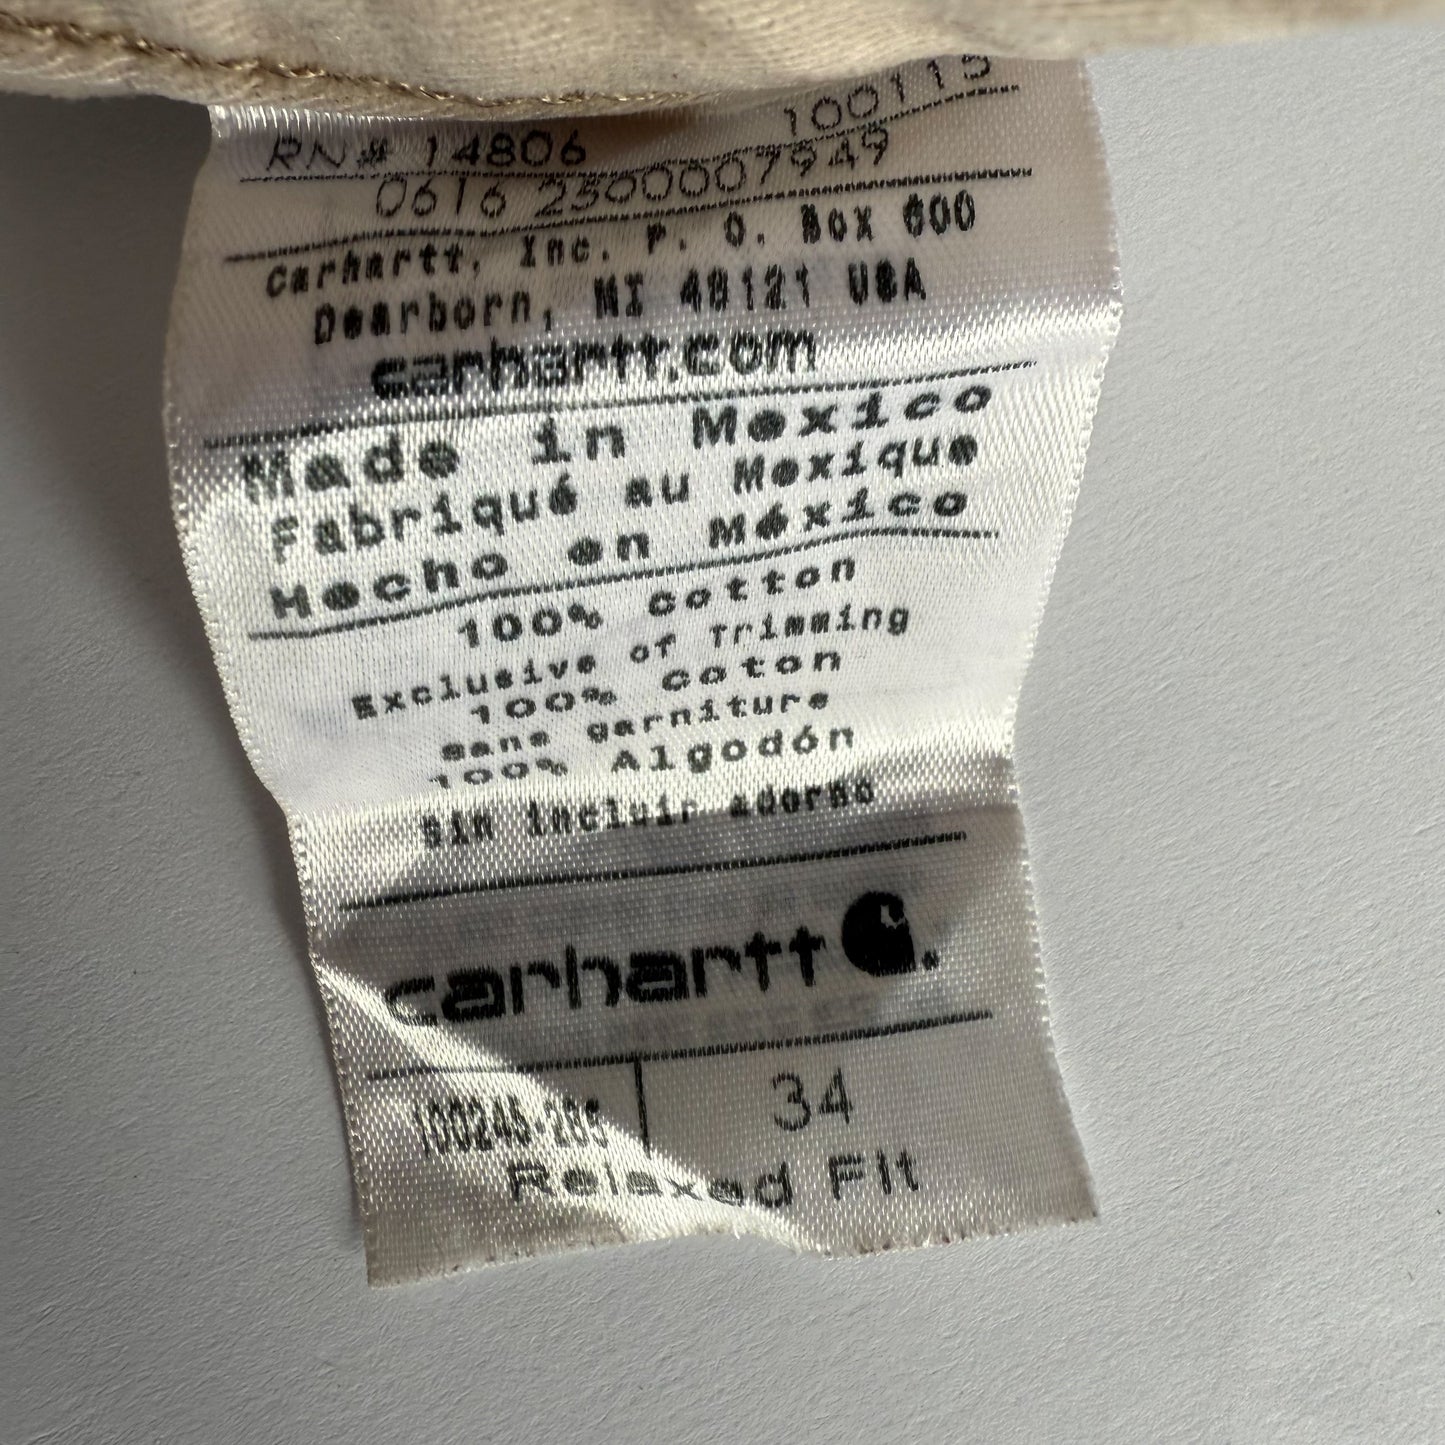 100115
RN# 14806
0616 2500007949
Carhartt, Inc. P. O. Box 600
Dearborn, MI 48121 USA
carhartt.com
Made in Mexico
Fabriqué au Mexique
Hecho en México
100% Cotton
Exclusive of Trimming
100% Coton
sans garniture
100% Algodón
Sin incluir adorno
carhartt
34
Relaxed Fit